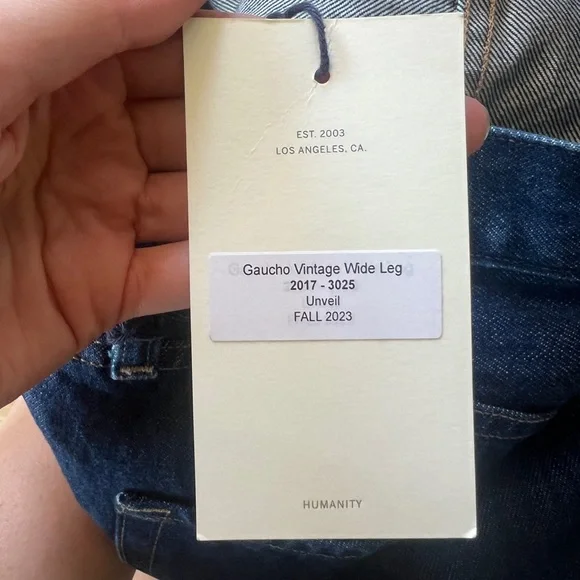 EST. 2003
LOS ANGELES, CA.
Gaucho Vintage Wide Leg
2017 - 3025
Unveil
FALL 2023
HUMANITY